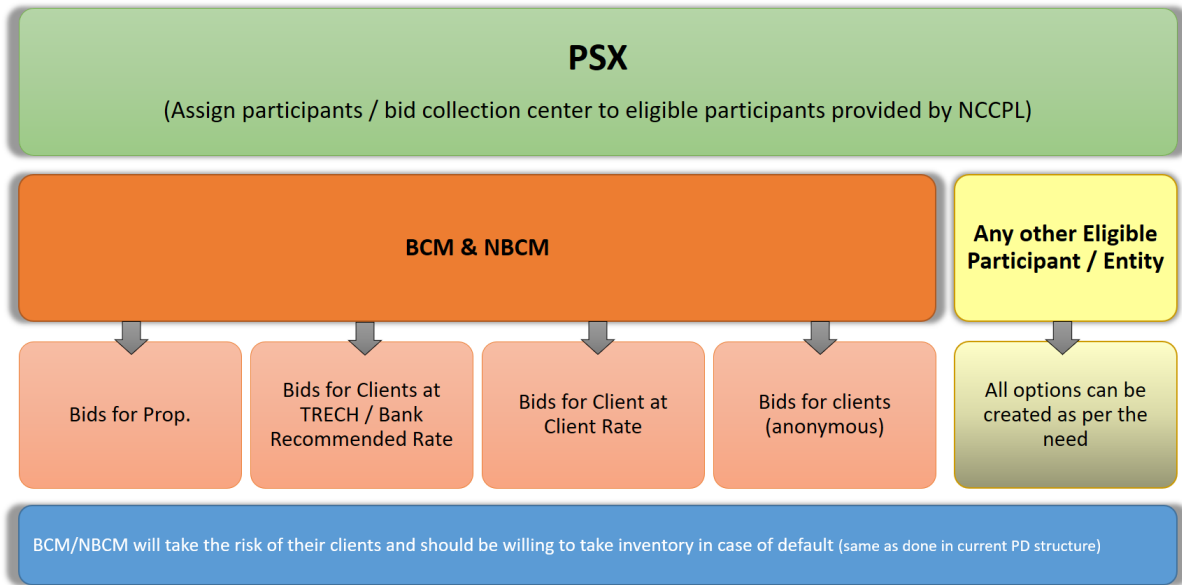 PSX
(Assign participants / bid collection center to eligible participants provided by NCCPL)
BCM & NBCM
Any other Eligible
Participant / Entity
Bids for Prop.
Bids for Clients at
TRECH / Bank
Recommended Rate
Bids for Client at
Client Rate
Bids for clients
(anonymous)
All options can be
created as per the
need
BCM/NBCM will take the risk of their clients and should be willing to take inventory in case of default (same as done in current PD structure)